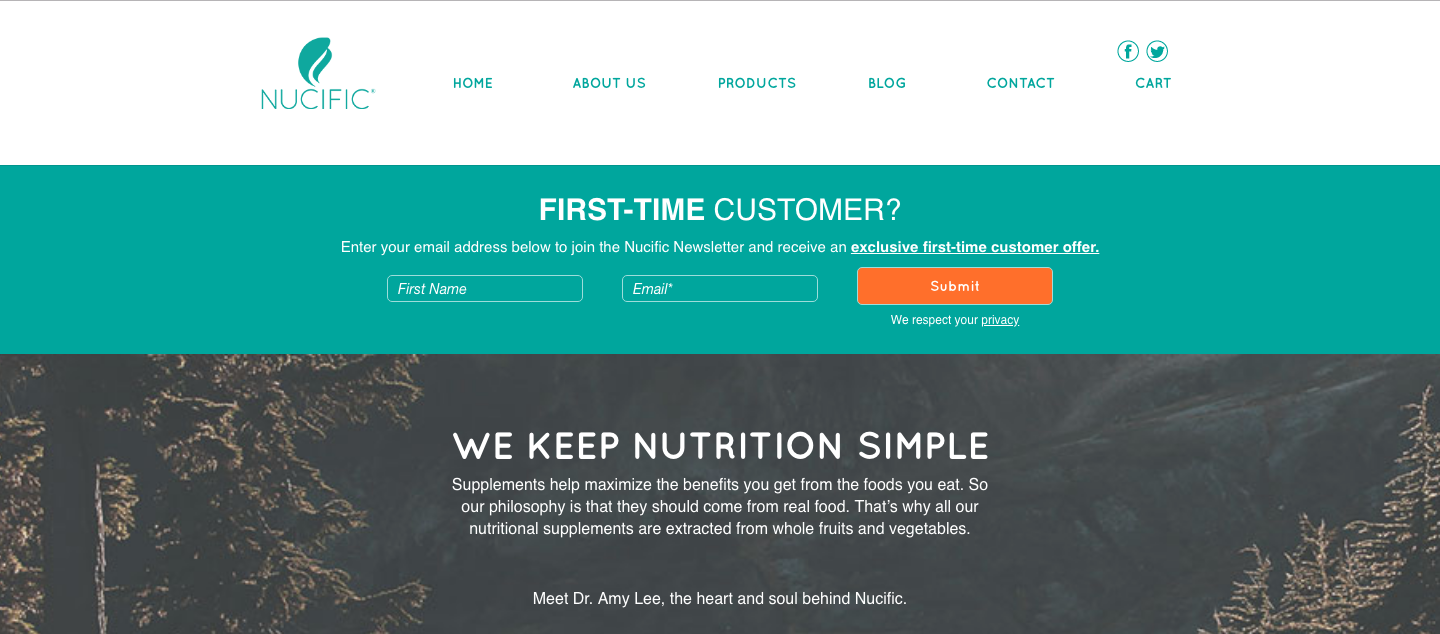 NUCIFIC®
HOME
ABOUT US
PRODUCTS
BLOG
CONTACT
CART
FIRST-TIME CUSTOMER?
Enter your email address below to join the Nucific Newsletter and receive an exclusive first-time customer offer.
First Name
Email*
Submit
We respect your privacy
WE KEEP NUTRITION SIMPLE
Supplements help maximize the benefits you get from the foods you eat. So
our philosophy is that they should come from real food. That’s why all our
nutritional supplements are extracted from whole fruits and vegetables.
Meet Dr. Amy Lee, the heart and soul behind Nucific.